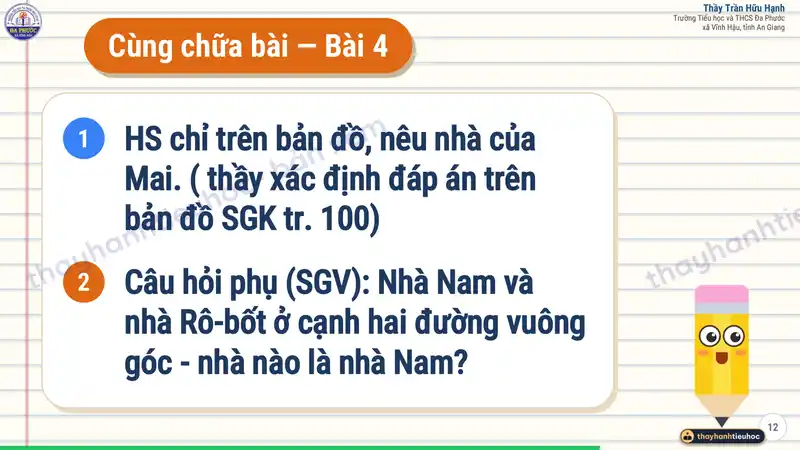 Thầy Trần Hữu Hạnh
Trường Tiểu học và THCS Đa Phước
xã Vĩnh Hậu, tỉnh An Giang
ĐA PHƯỚC
Cùng chữa bài – Bài 4
1
HS chỉ trên bản đồ, nêu nhà của
Mai. ( thầy xác định đáp án trên
bản đồ SGK tr. 100)
2
Câu hỏi phụ (SGV): Nhà Nam và
nhà Rô-bốt ở cạnh hai đường vuông
góc - nhà nào là nhà Nam?
thayhanhtieuhoc
12